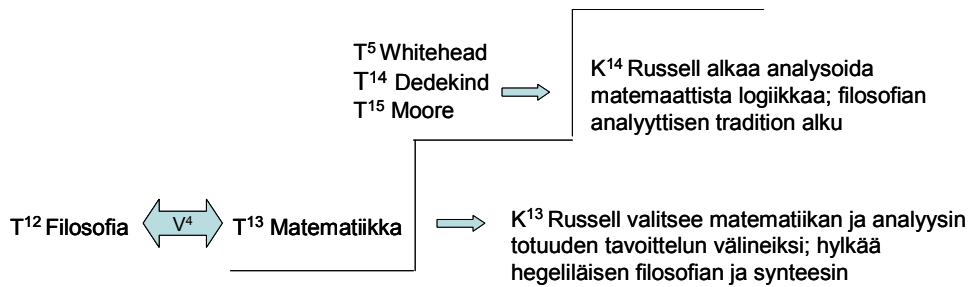 T⁵ Whitehead
T¹⁴ Dedekind
T¹⁵ Moore
K¹⁴ Russell alkaa analysoida
matemaattista logiikkaa; filosofian
analyyttisen tradition alku
T¹² Filosofia
V⁴
T¹³ Matematiikka
K¹³ Russell valitsee matematiikan ja analyysin
totuuden tavoittelun välineiksi; hylkää
hegeliläisen filosofian ja synteesin